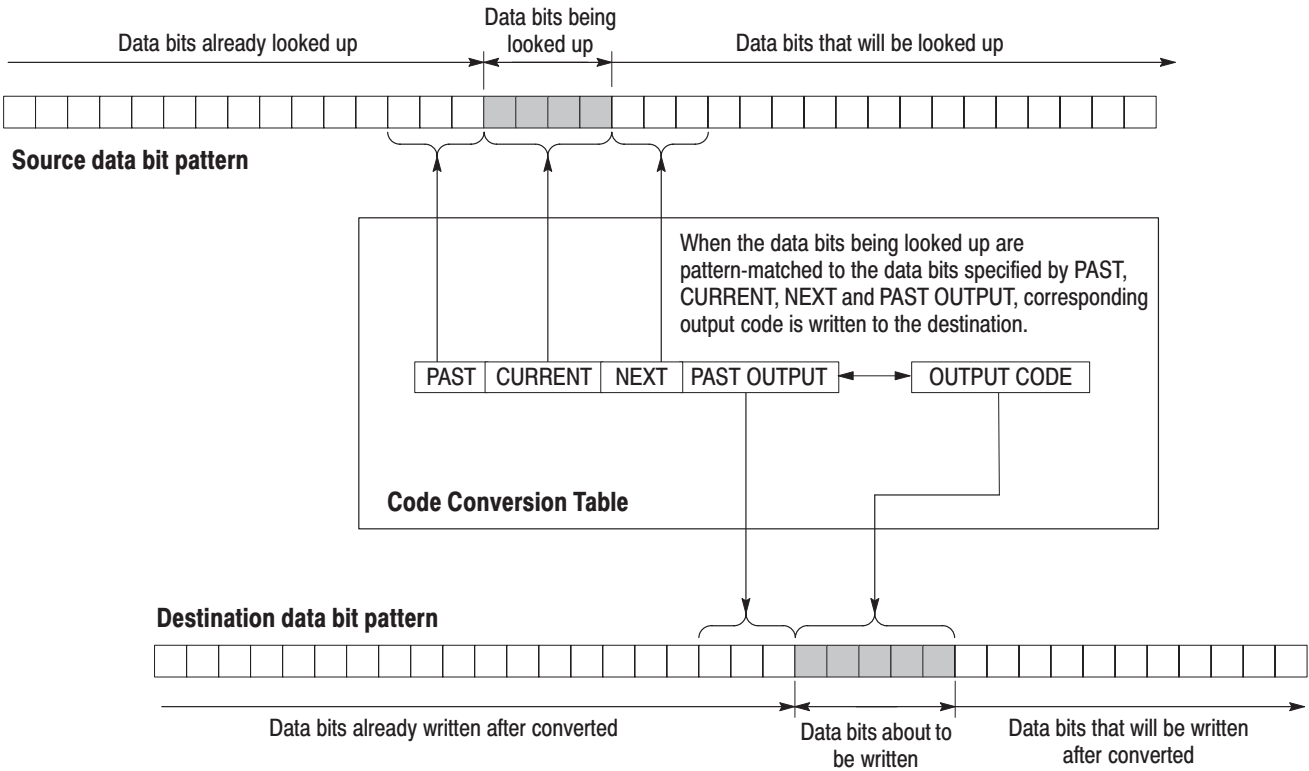 Data bits already looked up
Data bits being
looked up
Data bits that will be looked up
Source data bit pattern
When the data bits being looked up are
pattern-matched to the data bits specified by PAST,
CURRENT, NEXT and PAST OUTPUT, corresponding
output code is written to the destination.
PAST CURRENT NEXT PAST OUTPUT OUTPUT CODE
Code Conversion Table
Destination data bit pattern
Data bits already written after converted
Data bits about to
be written
Data bits that will be written
after converted